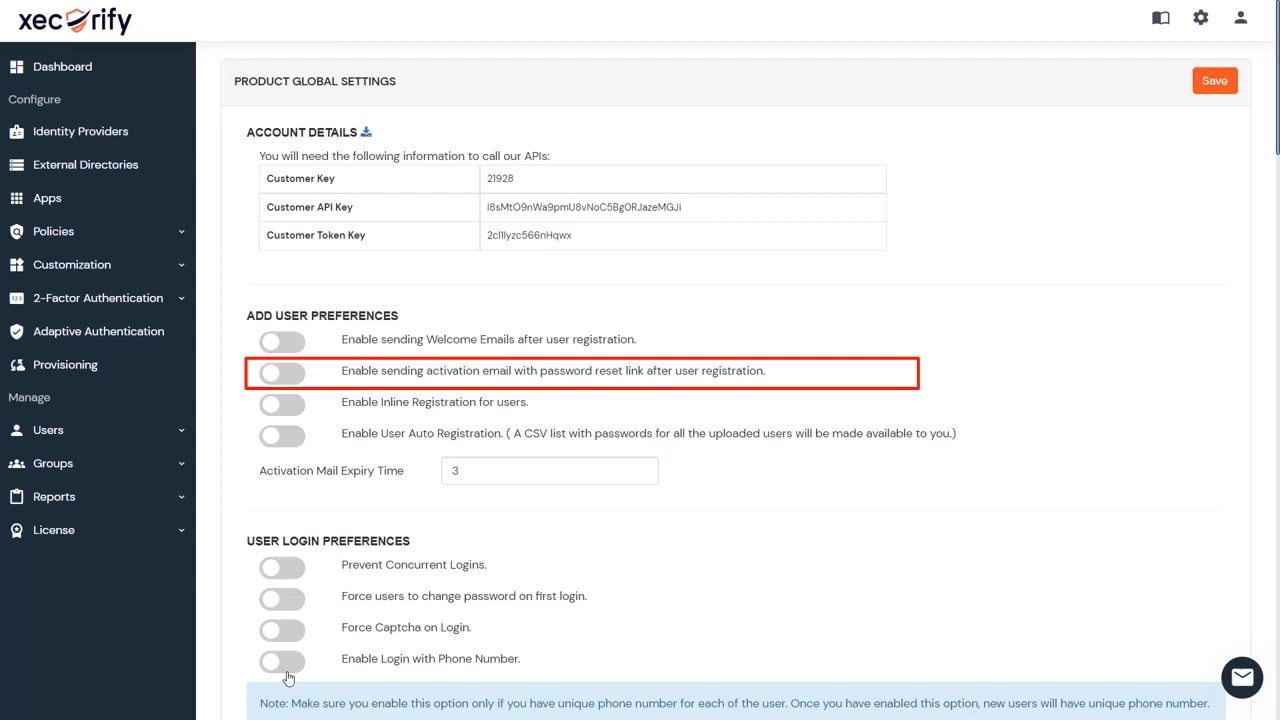 xecurify
Dashboard
Configure
Identity Providers
External Directories
Apps
Policies
Customization
2-Factor Authentication
Adaptive Authentication
Provisioning
Manage
Users
Groups
Reports
License
PRODUCT GLOBAL SETTINGS
Save
ACCOUNT DETAILS
You will need the following information to call our APIs:
Customer Key 21928
Customer API Key I8sMtO9nWa9pmU8vNoC5Bg0RJazeMGJi
Customer Token Key 2cl1lyzc566nHqwx
ADD USER PREFERENCES
Enable sending Welcome Emails after user registration.
Enable sending activation email with password reset link after user registration.
Enable Inline Registration for users.
Enable User Auto Registration. ( A CSV list with passwords for all the uploaded users will be made available to you.)
Activation Mail Expiry Time 3
USER LOGIN PREFERENCES
Prevent Concurrent Logins.
Force users to change password on first login.
Force Captcha on Login.
Enable Login with Phone Number.
Note: Make sure you enable this option only if you have unique phone number for each of the user. Once you have enabled this option, new users will have unique phone number.